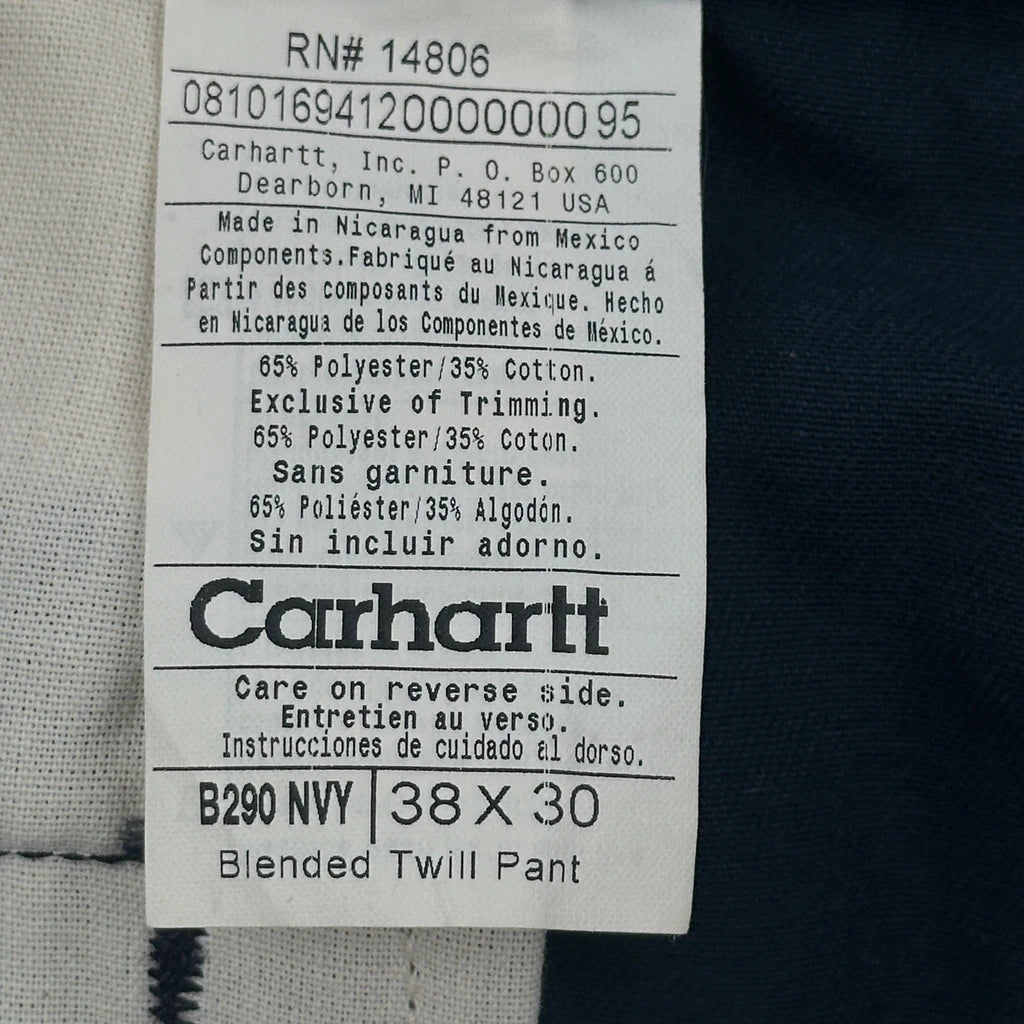 RN# 14806
08101694120000000095
Carhartt, Inc. P. O. Box 600
Dearborn, MI 48121 USA
Made in Nicaragua from Mexico
Components.Fabriqué au Nicaragua á
Partir des composants du Mexique. Hecho
en Nicaragua de los Componentes de México.
65% Polyester/35% Cotton.
Exclusive of Trimming.
65% Polyester/35% Coton.
Sans garniture.
65% Poliéster/35% Algodón.
Sin incluir adorno.
Carhartt
Care on reverse side.
Entretien au verso.
Instrucciones de cuidado al dorso.
B290 NVY 38 X 30
Blended Twill Pant